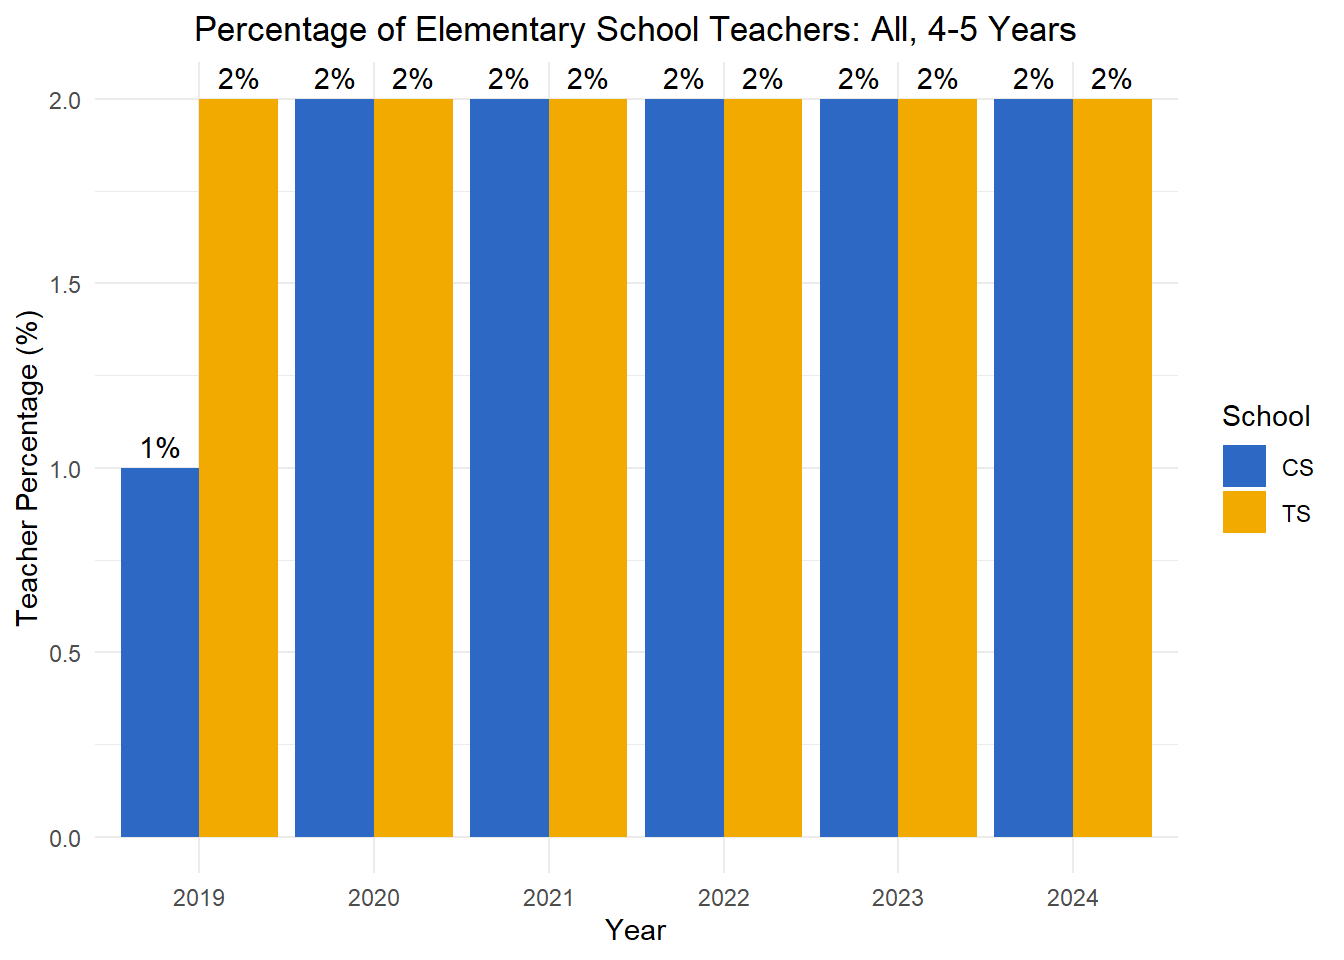 Percentage of Elementary School Teachers: All, 4-5 Years
2% 2% 2% 2% 2% 2% 2% 2% 2% 2% 2%
2.0
1.5
1%
1.0
0.5
0.0
Teacher Percentage (%)
2019 2020 2021 2022 2023 2024
Year
School
CS
TS